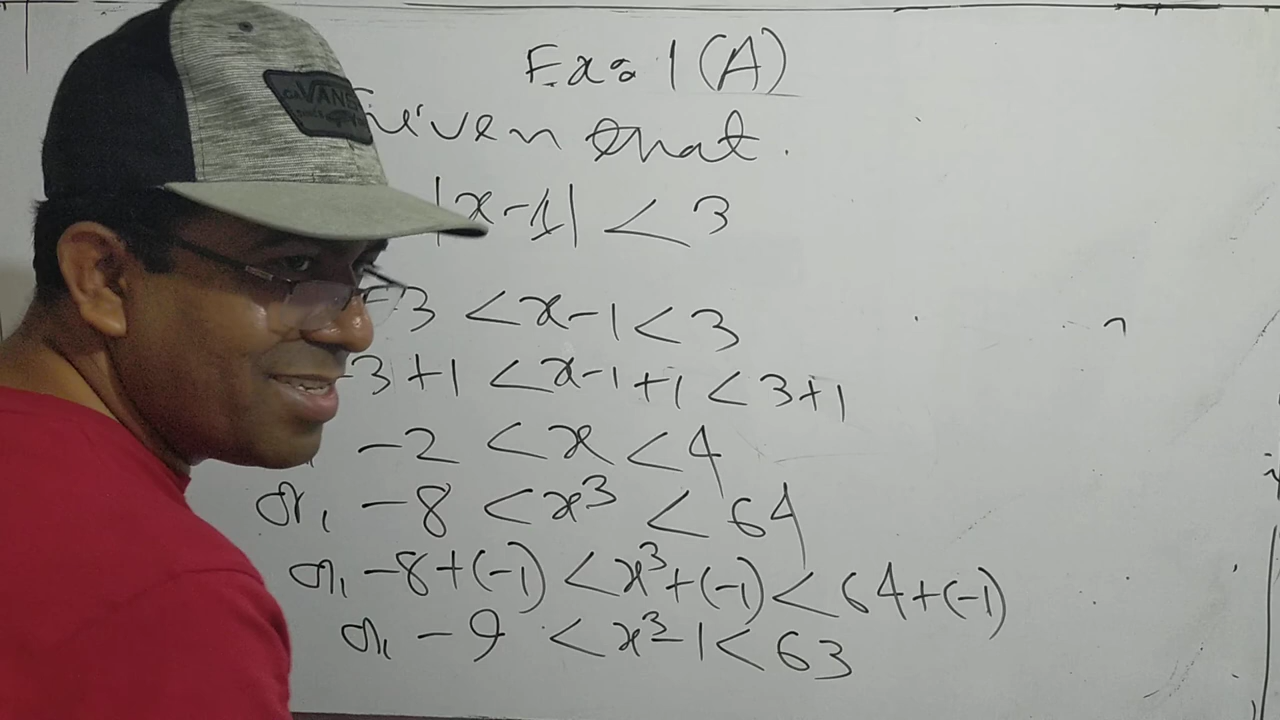 Ex: 1(A)
Given that.
|x-1| < 3
-3 < x-1 < 3
-3+1 < x-1+1 < 3+1
-2 < x < 4
or, -8 < x³ < 64
or, -8+(-1) < x³+(-1) < 64+(-1)
or, -9 < x³-1 < 63
VANS